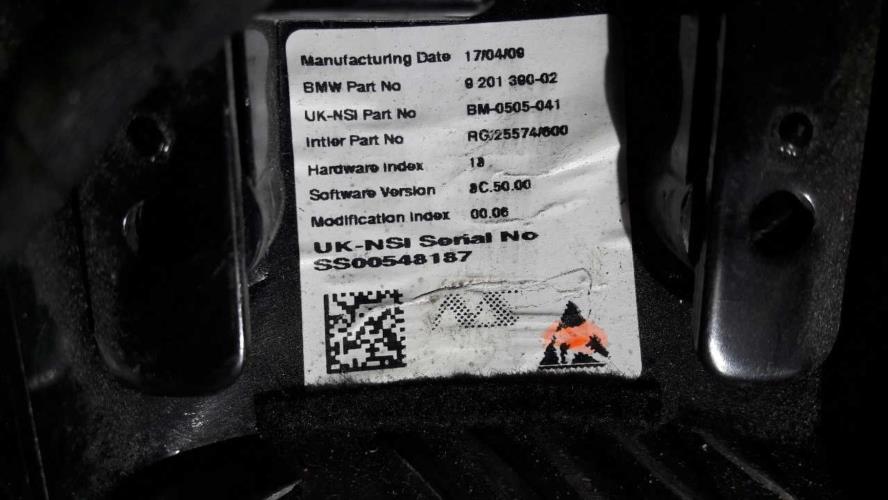 Manufacturing Date 17/04/09
BMW Part No 9 201 390-02
UK-NSI Part No BM-0505-041
Intier Part No RG/25574/600
Hardware Index 1a
Software Version 8C.50.00
Modification Index 00.06
UK-NSI Serial No
SS00548187